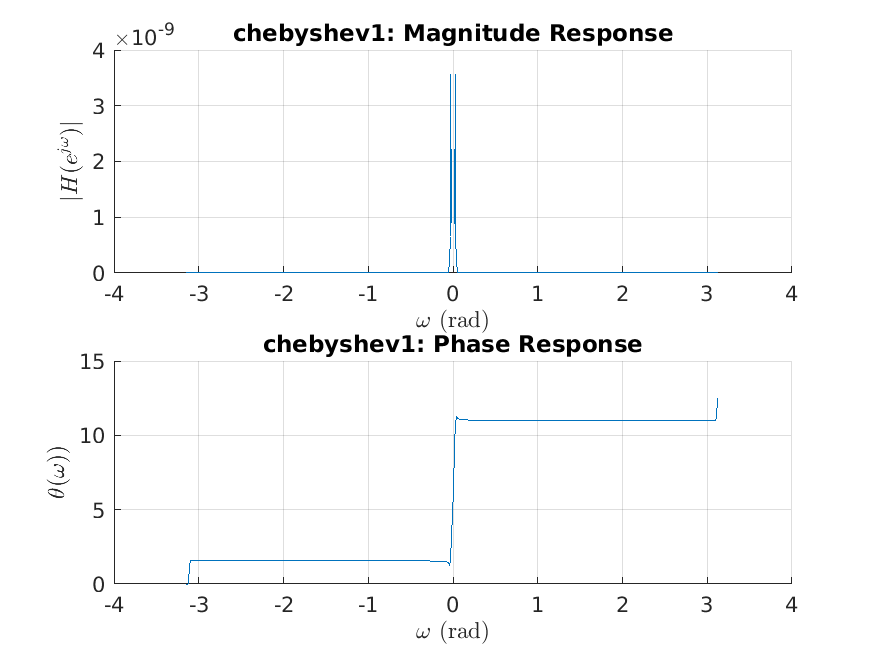 chebyshev1: Magnitude Response
×10⁻⁹
4
3
2
1
0
|H(e^{jω})|
-4 -3 -2 -1 0 1 2 3 4
ω (rad)
chebyshev1: Phase Response
15
10
5
0
θ(ω))
-4 -3 -2 -1 0 1 2 3 4
ω (rad)